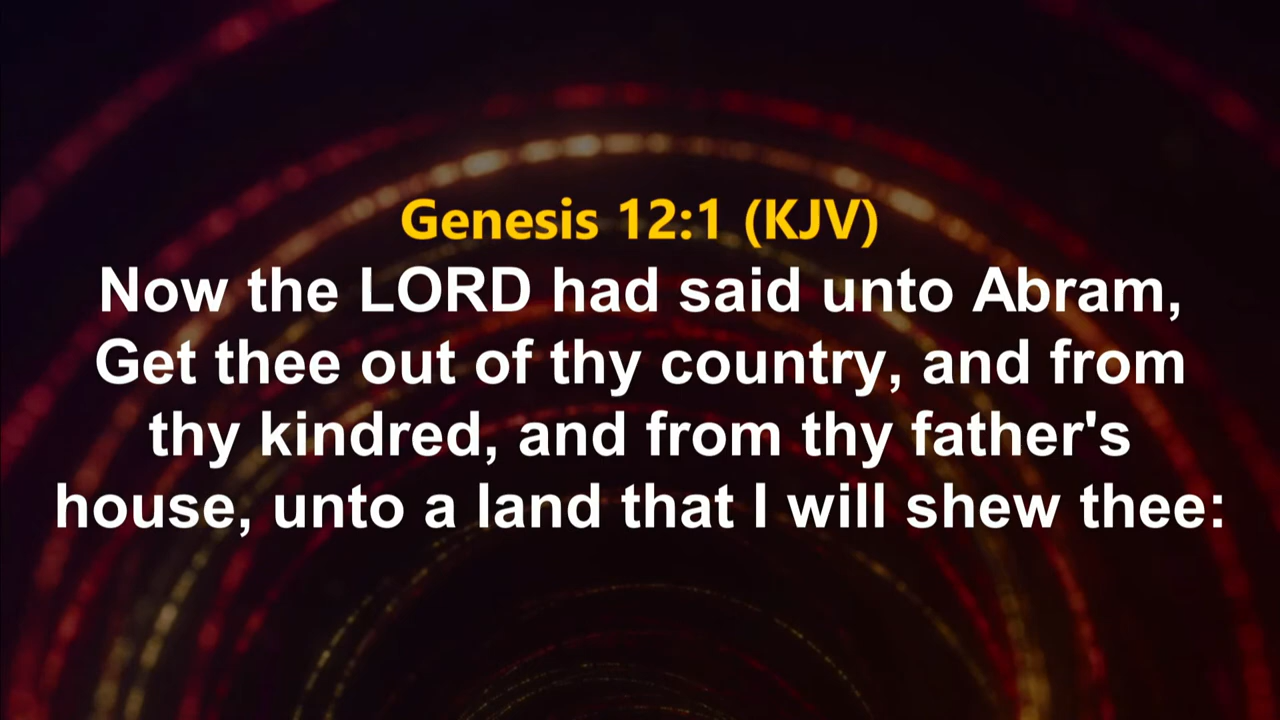 Genesis 12:1 (KJV)
Now the LORD had said unto Abram,
Get thee out of thy country, and from
thy kindred, and from thy father's
house, unto a land that I will shew thee: